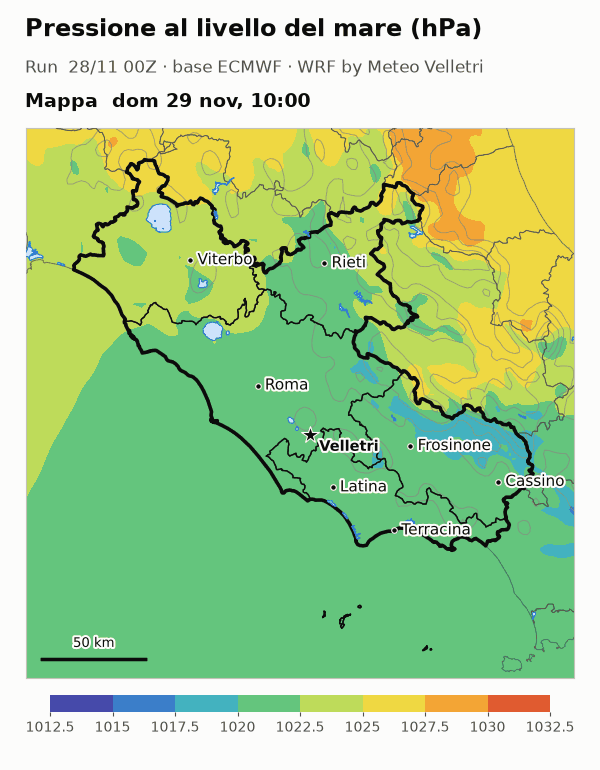 Pressione al livello del mare (hPa)
Run  28/11 00Z · base ECMWF · WRF by Meteo Velletri
Mappa  dom 29 nov, 10:00
Viterbo
Rieti
Roma
Velletri
Frosinone
Cassino
Latina
Terracina
50 km
1012.5 1015 1017.5 1020 1022.5 1025 1027.5 1030 1032.5